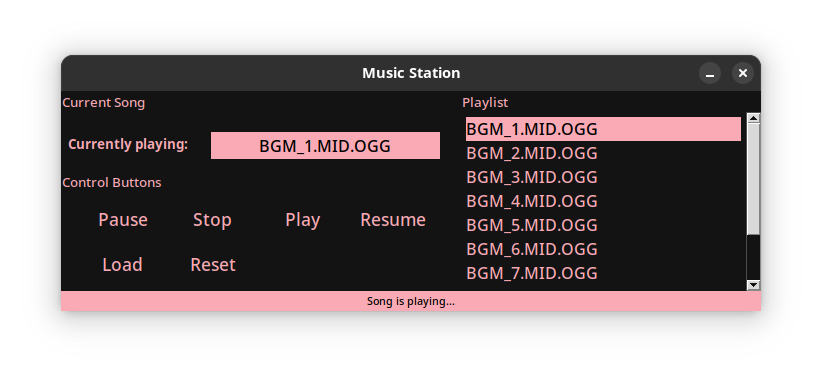 Music Station
Current Song
Currently playing:
BGM_1.MID.OGG
Control Buttons
Pause Stop Play Resume
Load Reset
Playlist
BGM_1.MID.OGG
BGM_2.MID.OGG
BGM_3.MID.OGG
BGM_4.MID.OGG
BGM_5.MID.OGG
BGM_6.MID.OGG
BGM_7.MID.OGG
Song is playing...